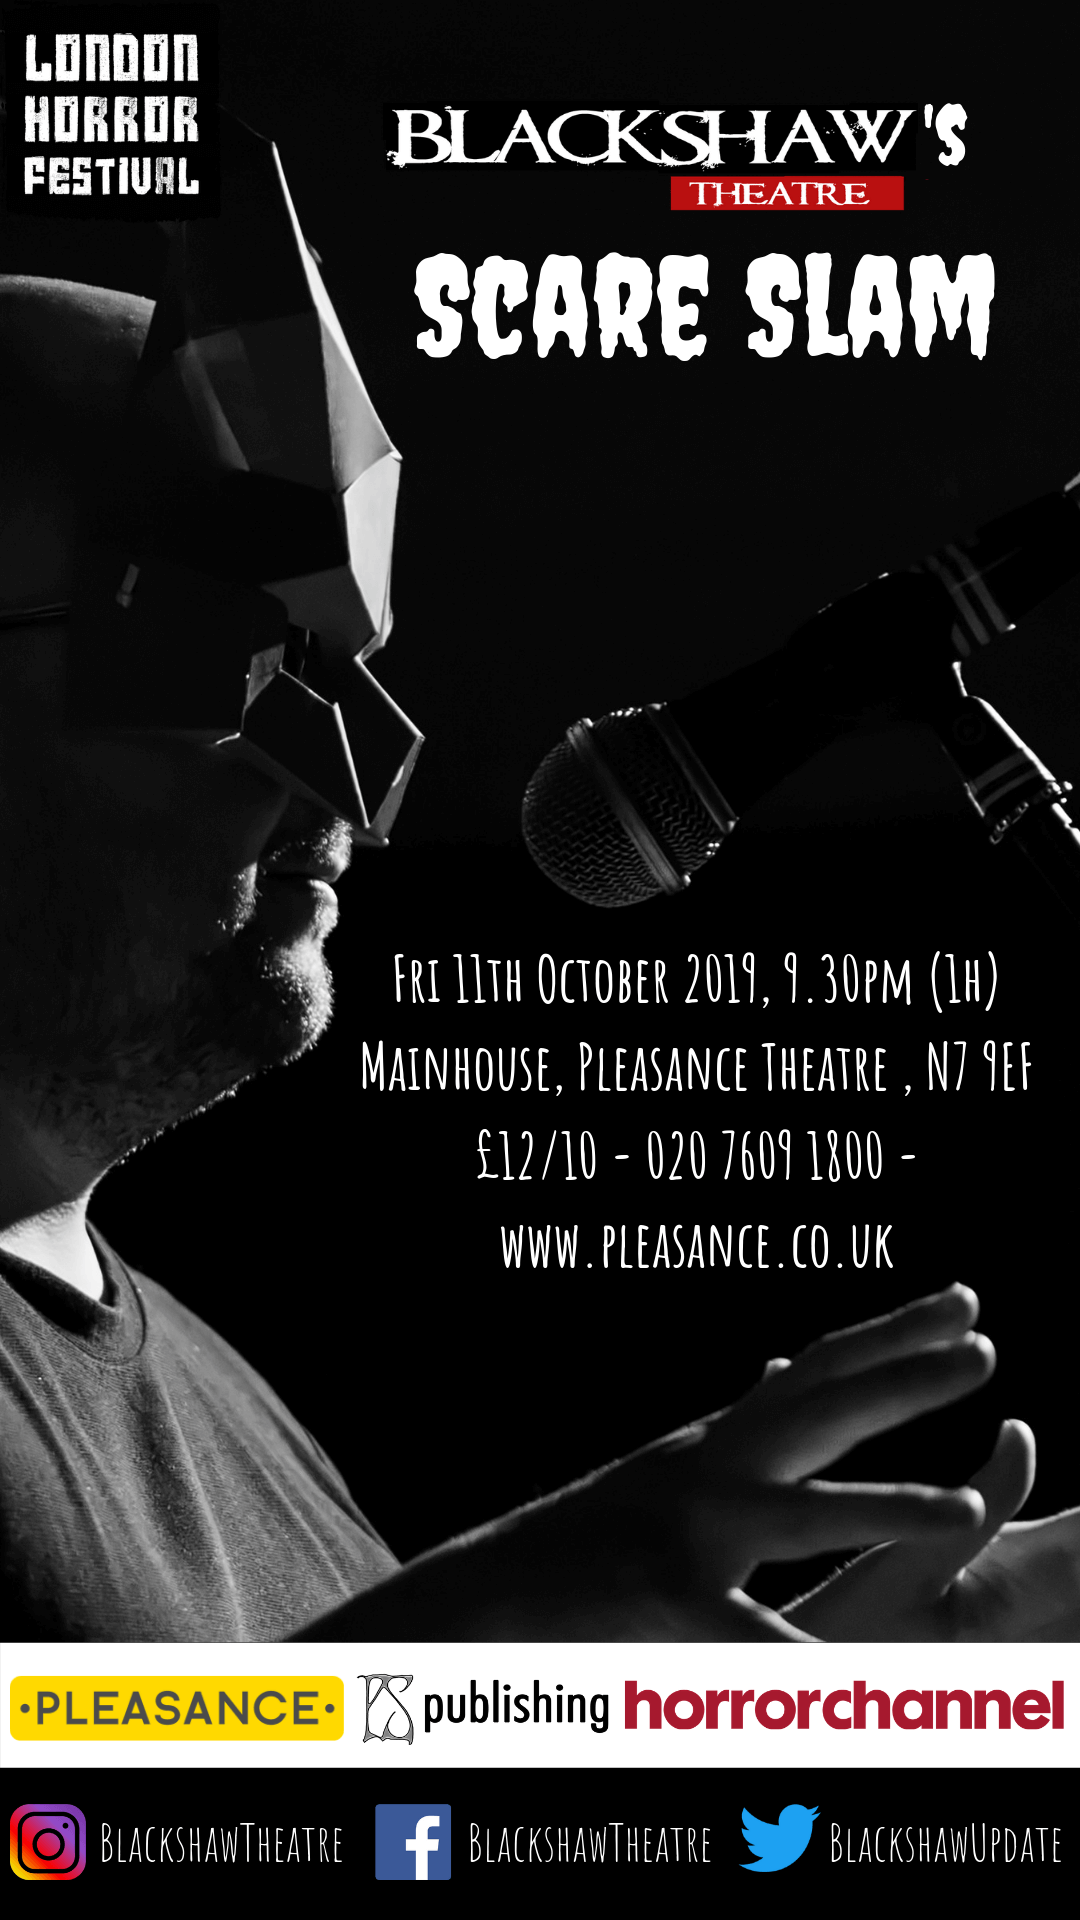 LONDON
HORROR
FESTIVAL
BLACKSHAW'S
THEATRE
SCARE SLAM
Fri 11th October 2019, 9.30pm (1h)
Mainhouse, Pleasance Theatre , N7 9EF
£12/10 - 020 7609 1800 -
www.pleasance.co.uk
·PLEASANCE·
PS publishing
horrorchannel
BlackshawTheatre
BlackshawTheatre
BlackshawUpdate